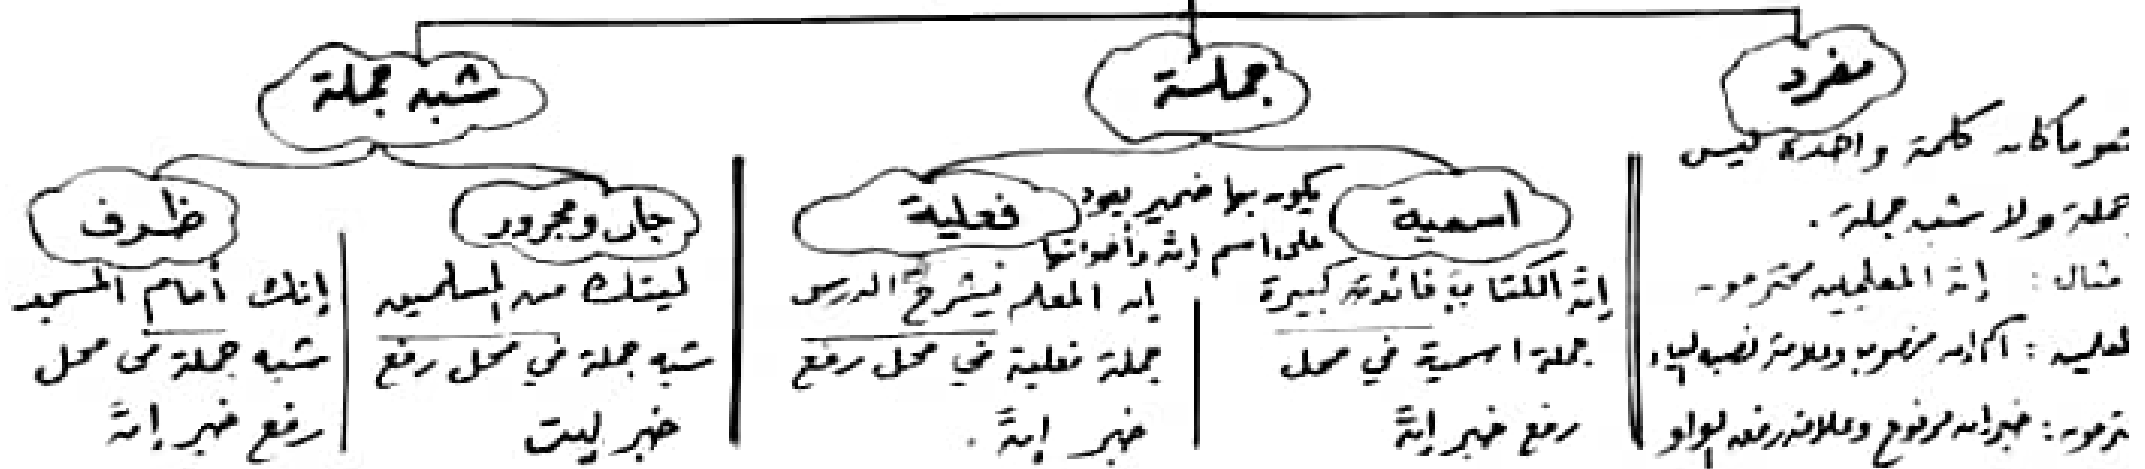 مفرد
هو ما كان كلمة واحدة ليس
جملة ولا شبه جملة .
مثال : إن المعلمين محترمون
المعلمين : اسم إن منصوب وعلامة نصبه الياء
محترمون : خبر إن مرفوع وعلامة رفعه الواو
جملة
يكون بها ضمير يعود
على اسم إن وأخواتها
اسمية
إن الكتاب فائدته كبيرة
جملة اسمية في محل
رفع خبر إنَّ
فعلية
إن المعلم يشرح الدرس
جملة فعلية في محل رفع
خبر إنَّ .
شبه جملة
جار ومجرور
ليتك من المسلمين
شبه جملة في محل رفع
خبر ليت
ظرف
إنك أمام المسجد
شبه جملة في محل
رفع خبر إنَّ